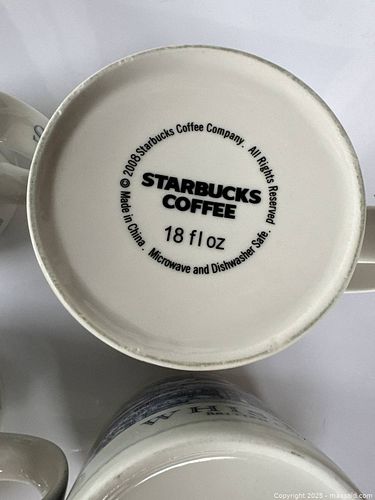 © 2008 Starbucks Coffee Company. All Rights Reserved
STARBUCKS
COFFEE
18 fl oz
Made in China. Microwave and Dishwasher Safe.
Copyright 2025 - maxsold.com